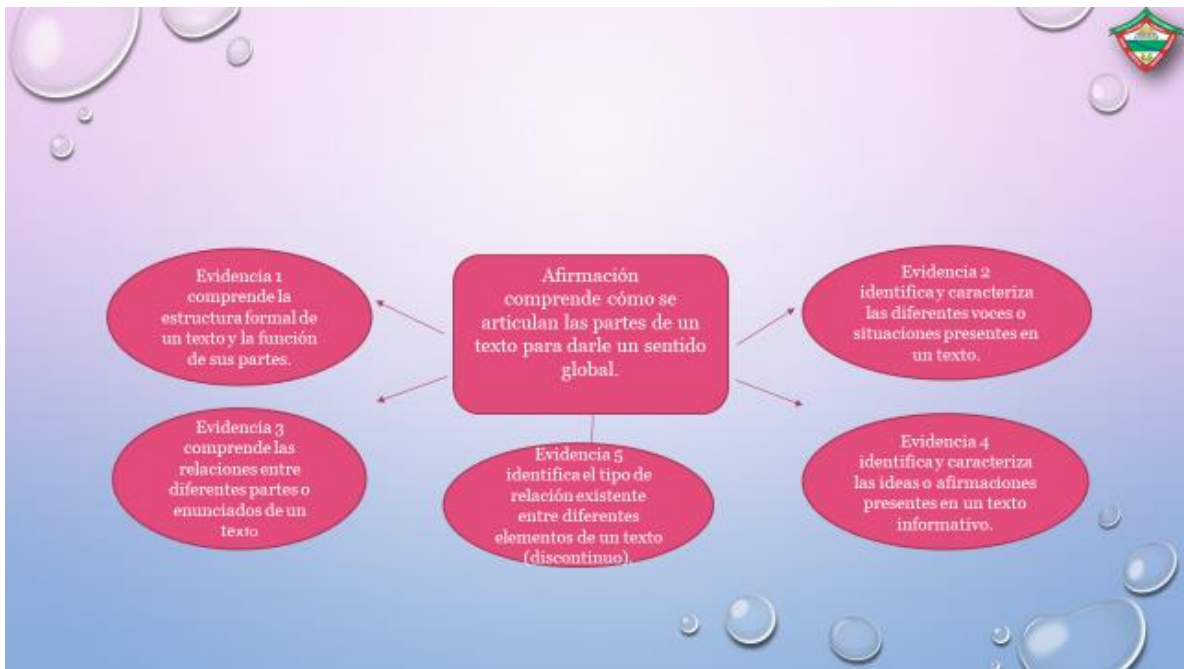 Evidencia 1
comprende la
estructura formal de
un texto y la función
de sus partes.
Afirmación
comprende cómo se
articulan las partes de un
texto para darle un sentido
global.
Evidencia 2
identifica y caracteriza
las diferentes voces o
situaciones presentes en
un texto.
Evidencia 3
comprende las
relaciones entre
diferentes partes o
enunciados de un
texto
Evidencia 5
identifica el tipo de
relación existente
entre diferentes
elementos de un texto
(discontinuo).
Evidencia 4
identifica y caracteriza
las ideas o afirmaciones
presentes en un texto
informativo.